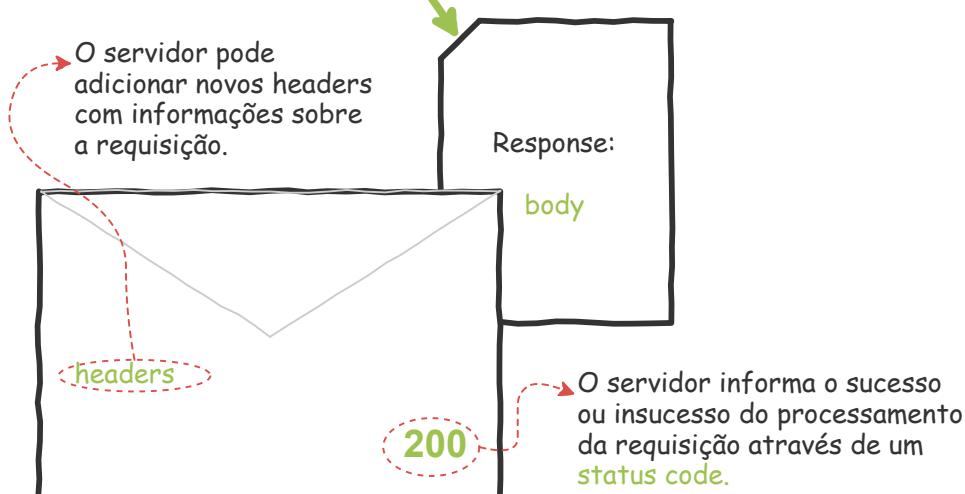 O servidor pode
adicionar novos headers
com informações sobre
a requisição.
Response:
body
headers
200
O servidor informa o sucesso
ou insucesso do processamento
da requisição através de um
status code.